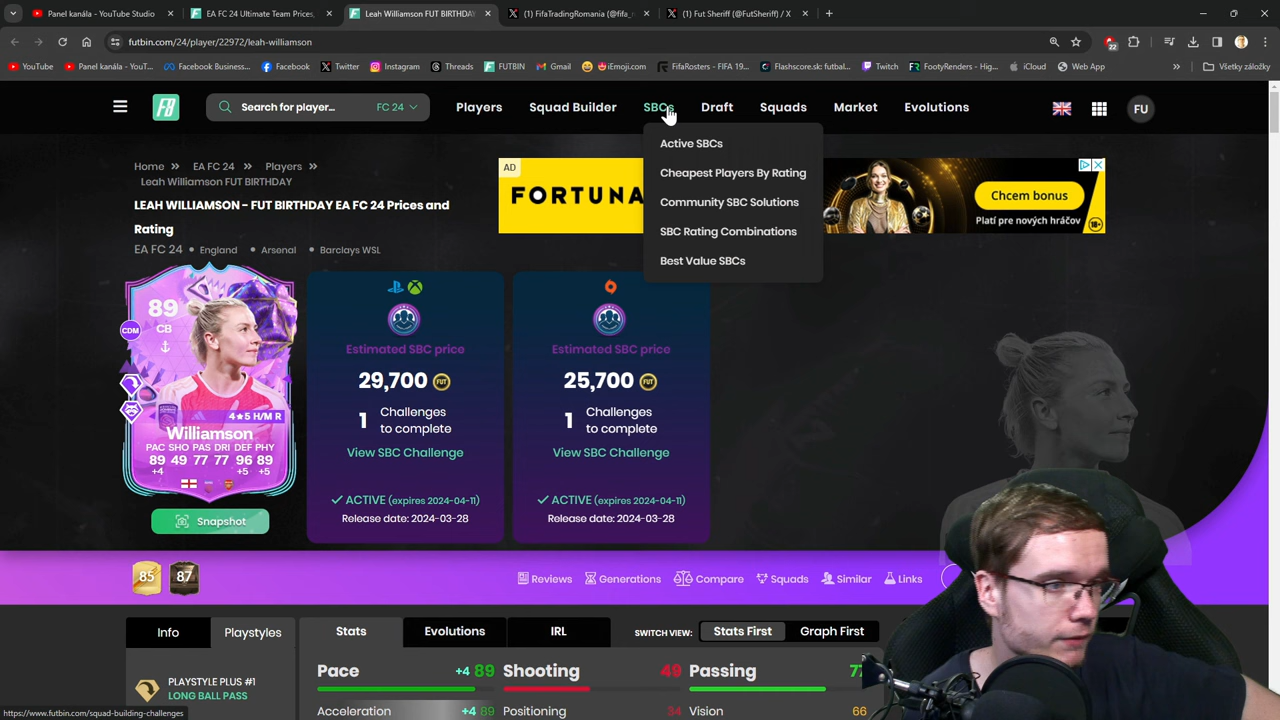 Panel kanála - YouTube Studio
EA FC 24 Ultimate Team Prices,
Leah Williamson FUT BIRTHDAY
(1) FifaTradingRomania (@fifa_
(1) Fut Sheriff (@FutSheriff) / X
futbin.com/24/player/22972/leah-williamson
22
YouTube
Panel kanála - YouT...
Facebook Business...
Facebook
Twitter
Instagram
Threads
FUTBIN
Gmail
iEmoji.com
FifaRosters - FIFA 19...
Flashscore.sk: futbal...
Twitch
FootyRenders - Hig...
iCloud
Web App
Všetky záložky
Search for player...
FC 24
Players
Squad Builder
SBCs
Draft
Squads
Market
Evolutions
FU
Active SBCs
Cheapest Players By Rating
Community SBC Solutions
SBC Rating Combinations
Best Value SBCs
Home
EA FC 24
Players
Leah Williamson FUT BIRTHDAY
LEAH WILLIAMSON - FUT BIRTHDAY EA FC 24 Prices and
Rating
EA FC 24
England
Arsenal
Barclays WSL
AD
FORTUNA
Chcem bonus
Platí pre nových hráčov
18+
89
CB
CDM
4★5 H/M R
Williamson
PAC SHO PAS DRI DEF PHY
89 49 77 77 96 89
+4 +5 +5
Snapshot
Estimated SBC price
29,700
FUT
1
Challenges
to complete
View SBC Challenge
ACTIVE (expires 2024-04-11)
Release date: 2024-03-28
Estimated SBC price
25,700
FUT
1
Challenges
to complete
View SBC Challenge
ACTIVE (expires 2024-04-11)
Release date: 2024-03-28
85
87
Reviews
Generations
Compare
Squads
Similar
Links
Info
Playstyles
Stats
Evolutions
IRL
SWITCH VIEW:
Stats First
Graph First
PLAYSTYLE PLUS #1
LONG BALL PASS
Pace
+4 89
Shooting
49
Passing
77
Acceleration
+4 89
Positioning
34
Vision
66
https://www.futbin.com/squad-building-challenges